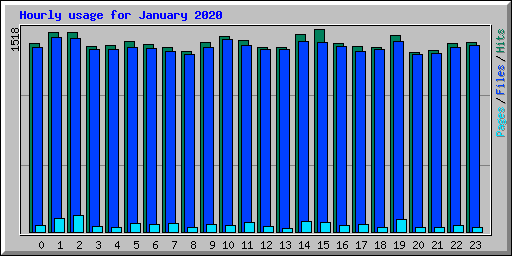 Hourly usage for January 2020
1518
Pages / Files / Hits
0 1 2 3 4 5 6 7 8 9 10 11 12 13 14 15 16 17 18 19 20 21 22 23